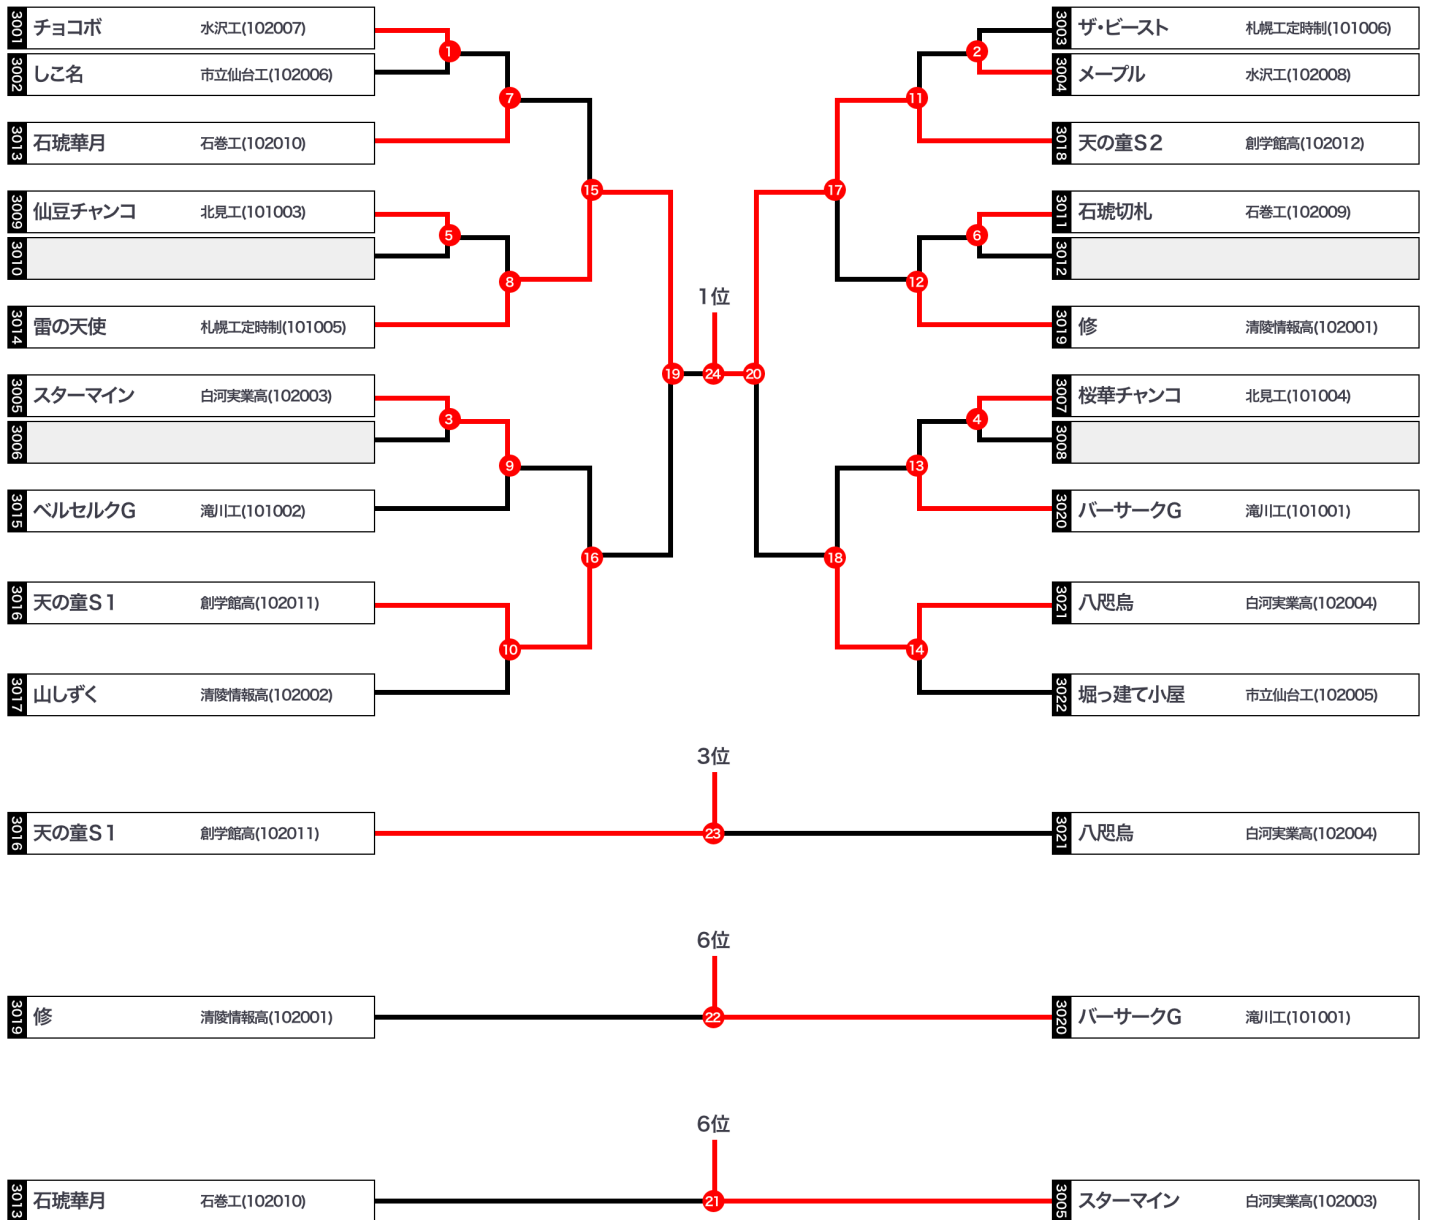 3001 チョコボ 水沢工(102007)
3002 しこ名 市立仙台工(102006)
3013 石琥華月 石巻工(102010)
3009 仙豆チャンコ 北見工(101003)
3010
3014 雷の天使 札幌工定時制(101005)
3005 スターマイン 白河実業高(102003)
3006
3015 ベルセルクG 滝川工(101002)
3016 天の童S1 創学館高(102011)
3017 山しずく 清陵情報高(102002)
1
7
5
8
3
9
10
15
16
19
1位
24
20
17
18
2
11
6
12
4
13
14
3003 ザ・ビースト 札幌工定時制(101006)
3004 メープル 水沢工(102008)
3018 天の童S2 創学館高(102012)
3011 石琥切札 石巻工(102009)
3012
3019 修 清陵情報高(102001)
3007 桜華チャンコ 北見工(101004)
3008
3020 バーサークG 滝川工(101001)
3021 八咫烏 白河実業高(102004)
3022 堀っ建て小屋 市立仙台工(102005)
3位
3016 天の童S1 創学館高(102011)
23
3021 八咫烏 白河実業高(102004)
6位
3019 修 清陵情報高(102001)
22
3020 バーサークG 滝川工(101001)
6位
3013 石琥華月 石巻工(102010)
21
3005 スターマイン 白河実業高(102003)